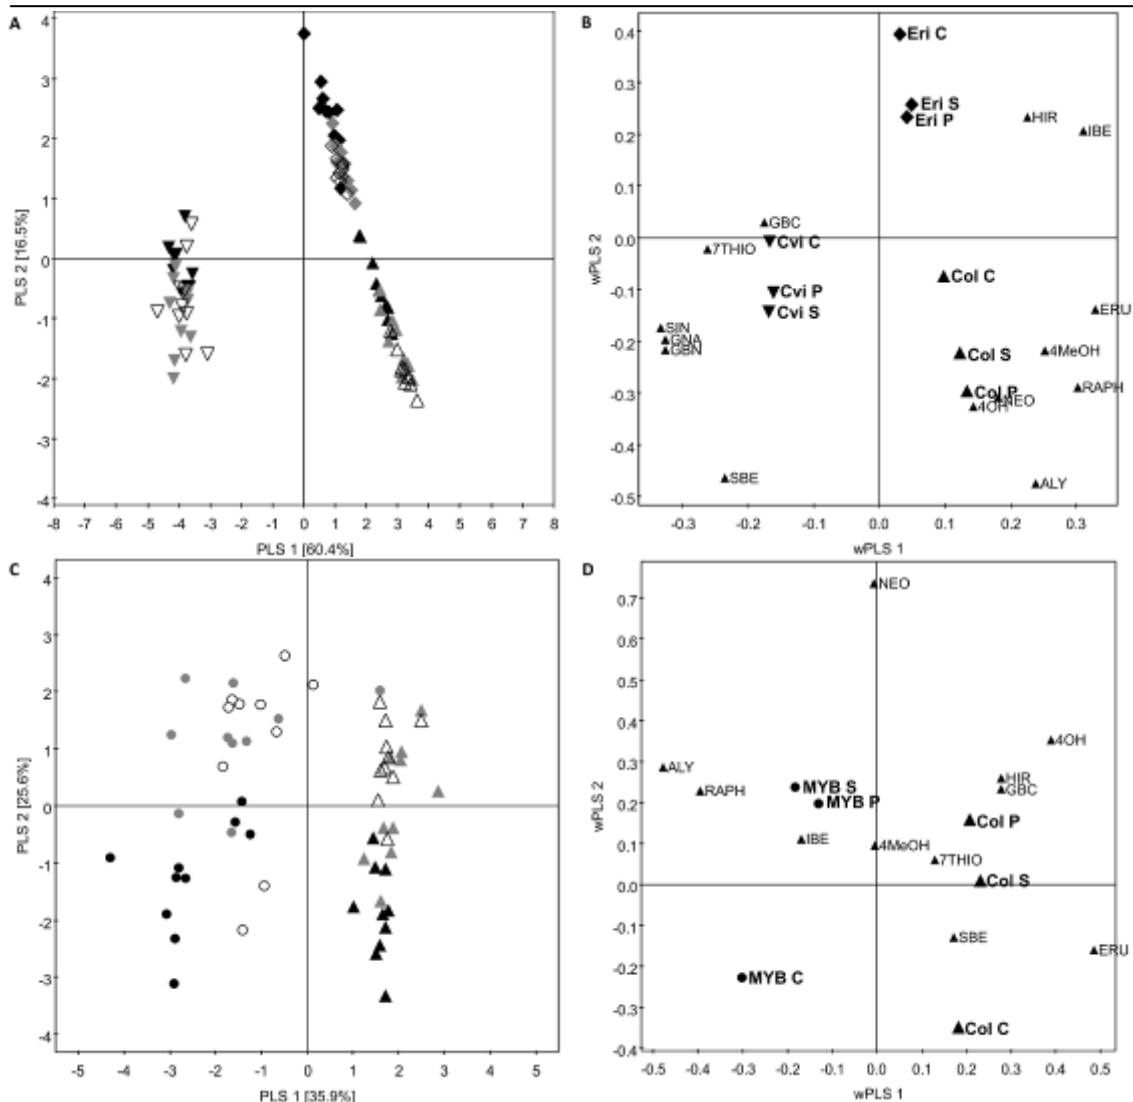 A
4
3
2
1
0
-1
-2
-3
-4
PLS 2 [16.5%]
-8 -7 -6 -5 -4 -3 -2 -1 0 1 2 3 4 5 6 7 8
PLS 1 [60.4%]
B
0.4
0.3
0.2
0.1
0.0
-0.1
-0.2
-0.3
-0.4
-0.5
wPLS 2
Eri C
Eri S
Eri P
HIR
IBE
GBC
Cvi C
7THIO
Col C
Cvi P
Cvi S
ERU
SIN
GNA
GBN
Col S
4MeOH
RAPH
Col P
NEO
4OH
SBE
ALY
-0.3 -0.2 -0.1 0.0 0.1 0.2 0.3
wPLS 1
C
4
3
2
1
0
-1
-2
-3
-4
PLS 2 [25.6%]
-5 -4 -3 -2 -1 0 1 2 3 4 5
PLS 1 [35.9%]
D
0.7
0.6
0.5
0.4
0.3
0.2
0.1
0.0
-0.1
-0.2
-0.3
-0.4
wPLS 2
NEO
4OH
ALY
HIR
GBC
RAPH
MYB S
MYB P
Col P
IBE
4MeOH
7THIO
Col S
SBE
ERU
MYB C
Col C
-0.5 -0.4 -0.3 -0.2 -0.1 0.0 0.1 0.2 0.3 0.4 0.5
wPLS 1